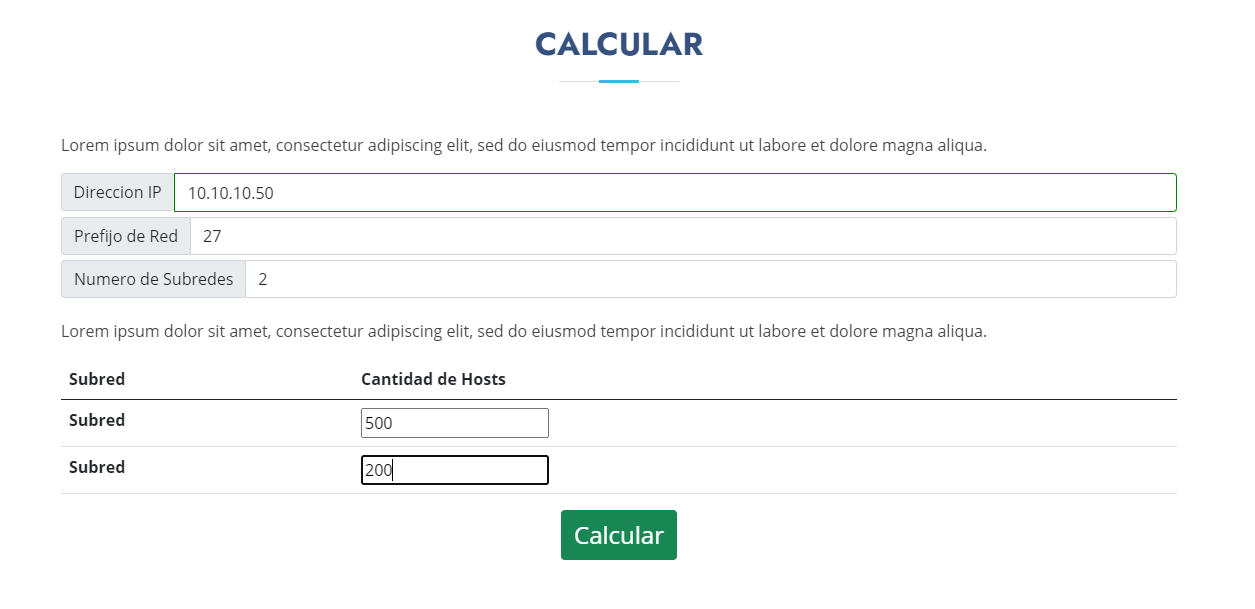 CALCULAR
Lorem ipsum dolor sit amet, consectetur adipiscing elit, sed do eiusmod tempor incididunt ut labore et dolore magna aliqua.
Direccion IP 10.10.10.50
Prefijo de Red 27
Numero de Subredes 2
Lorem ipsum dolor sit amet, consectetur adipiscing elit, sed do eiusmod tempor incididunt ut labore et dolore magna aliqua.
Subred Cantidad de Hosts
Subred 500
Subred 200
Calcular